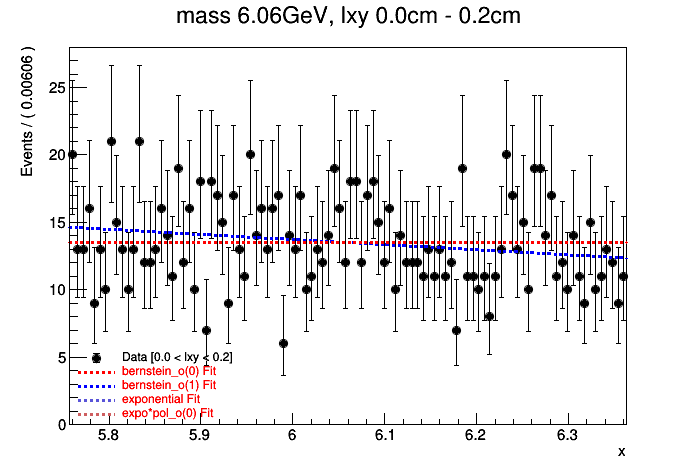 mass 6.06GeV, lxy 0.0cm - 0.2cm
Events / ( 0.00606 )
25
20
15
10
5
0
Data [0.0 < lxy < 0.2]
bernstein_o(0) Fit
bernstein_o(1) Fit
exponential Fit
expo*pol_o(0) Fit
5.8 5.9 6 6.1 6.2 6.3
x